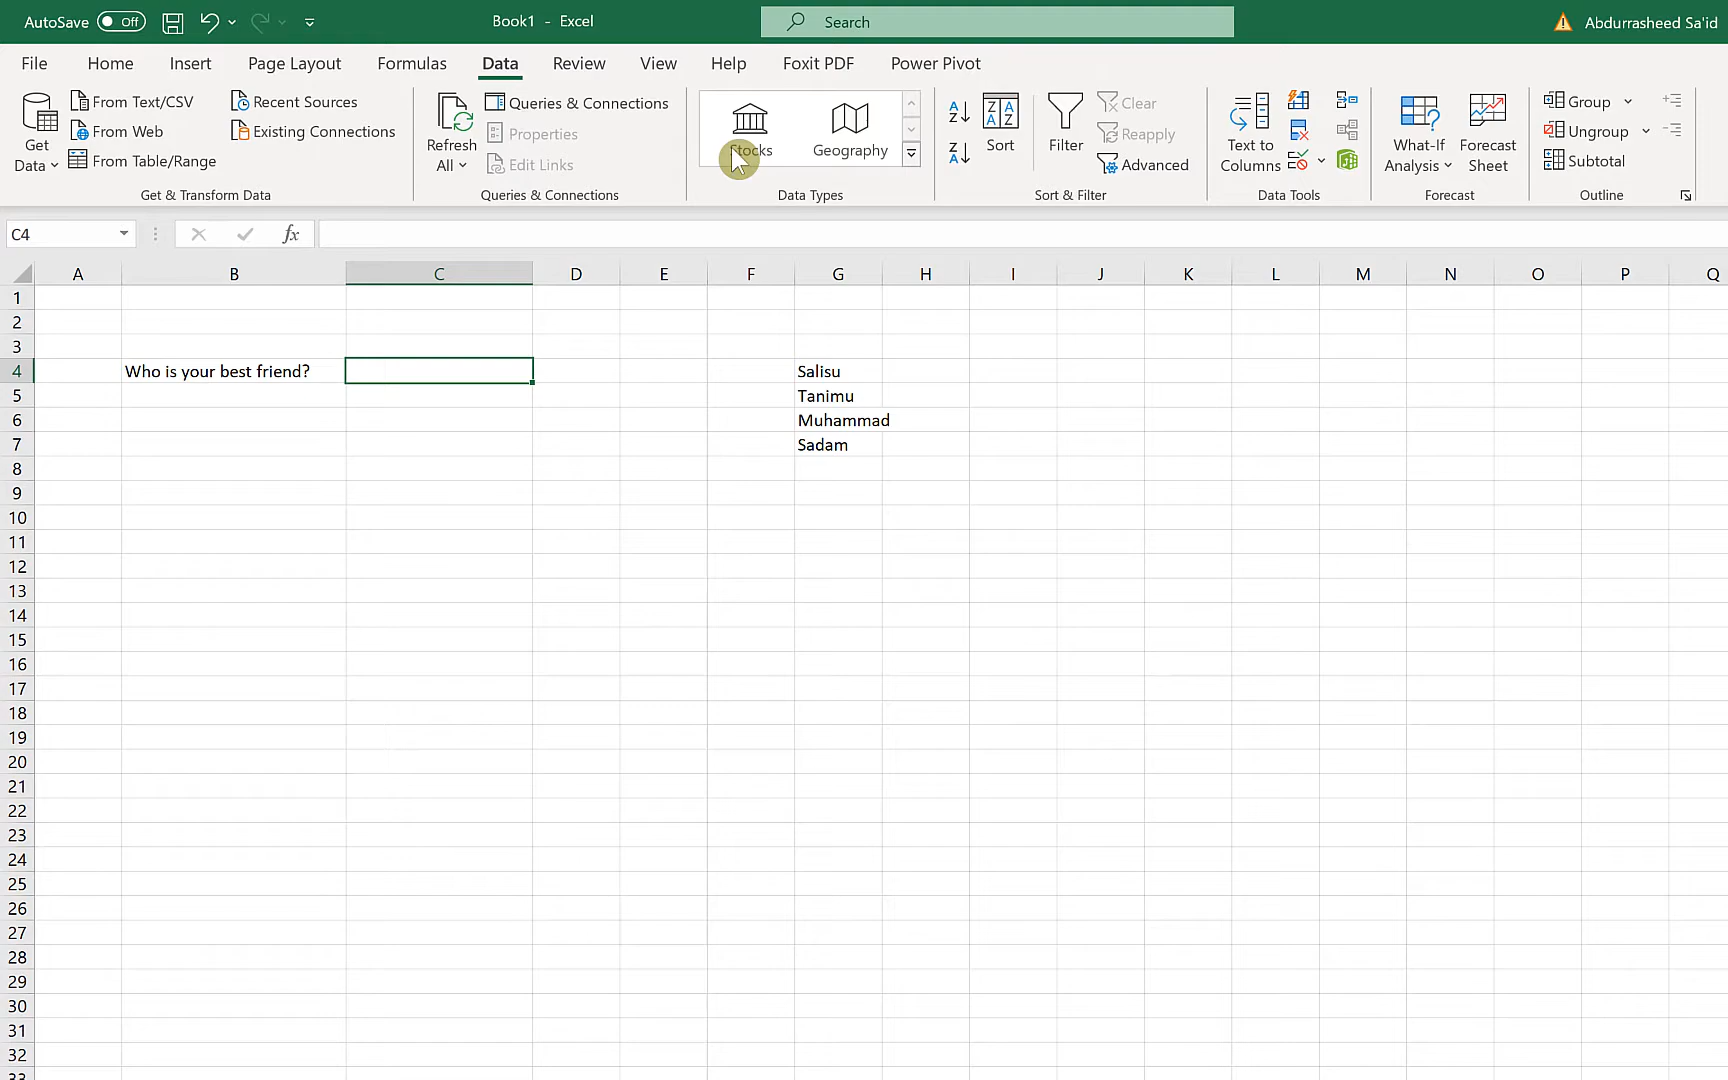 AutoSave Off Book1 - Excel Search Abdurrasheed Sa'id
File Home Insert Page Layout Formulas Data Review View Help Foxit PDF Power Pivot
Get Data
From Text/CSV
From Web
From Table/Range
Recent Sources
Existing Connections
Get & Transform Data
Refresh All
Queries & Connections
Properties
Edit Links
Queries & Connections
Stocks Geography
Data Types
A Z
Z A
Z A A Z
Sort
Filter
Clear
Reapply
Advanced
Sort & Filter
Text to Columns
Data Tools
What-If Analysis
Forecast Sheet
Forecast
Group
Ungroup
Subtotal
Outline
C4 fx
A B C D E F G H I J K L M N O P Q
1
2
3
4 Who is your best friend? Salisu
5 Tanimu
6 Muhammad
7 Sadam
8
9
10
11
12
13
14
15
16
17
18
19
20
21
22
23
24
25
26
27
28
29
30
31
32
33